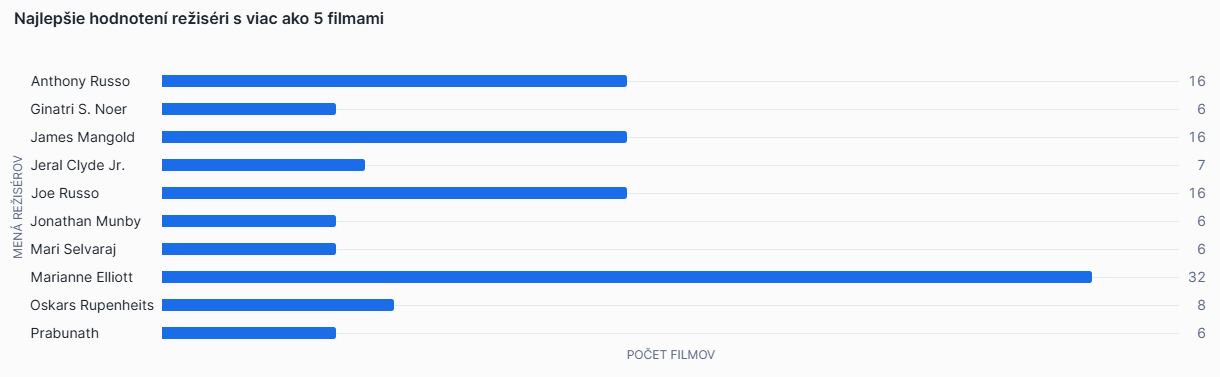 Najlepšie hodnotení režiséri s viac ako 5 filmami
MENÁ REŽISÉROV
Anthony Russo 16
Ginatri S. Noer 6
James Mangold 16
Jeral Clyde Jr. 7
Joe Russo 16
Jonathan Munby 6
Mari Selvaraj 6
Marianne Elliott 32
Oskars Rupenheits 8
Prabunath 6
POČET FILMOV